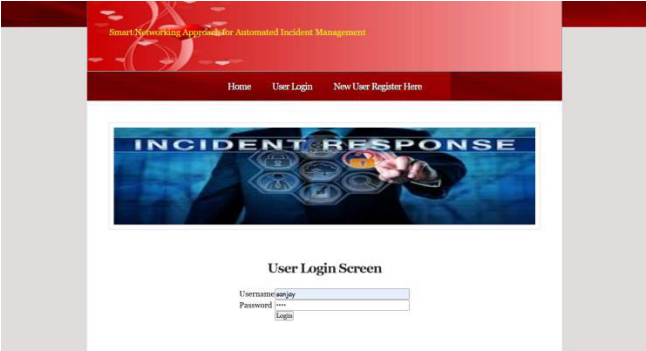 Smart Networking Approach for Automated Incident Management
Home User Login New User Register Here
INCIDENT RESPONSE
User Login Screen
Username sanjay
Password ••••
Login